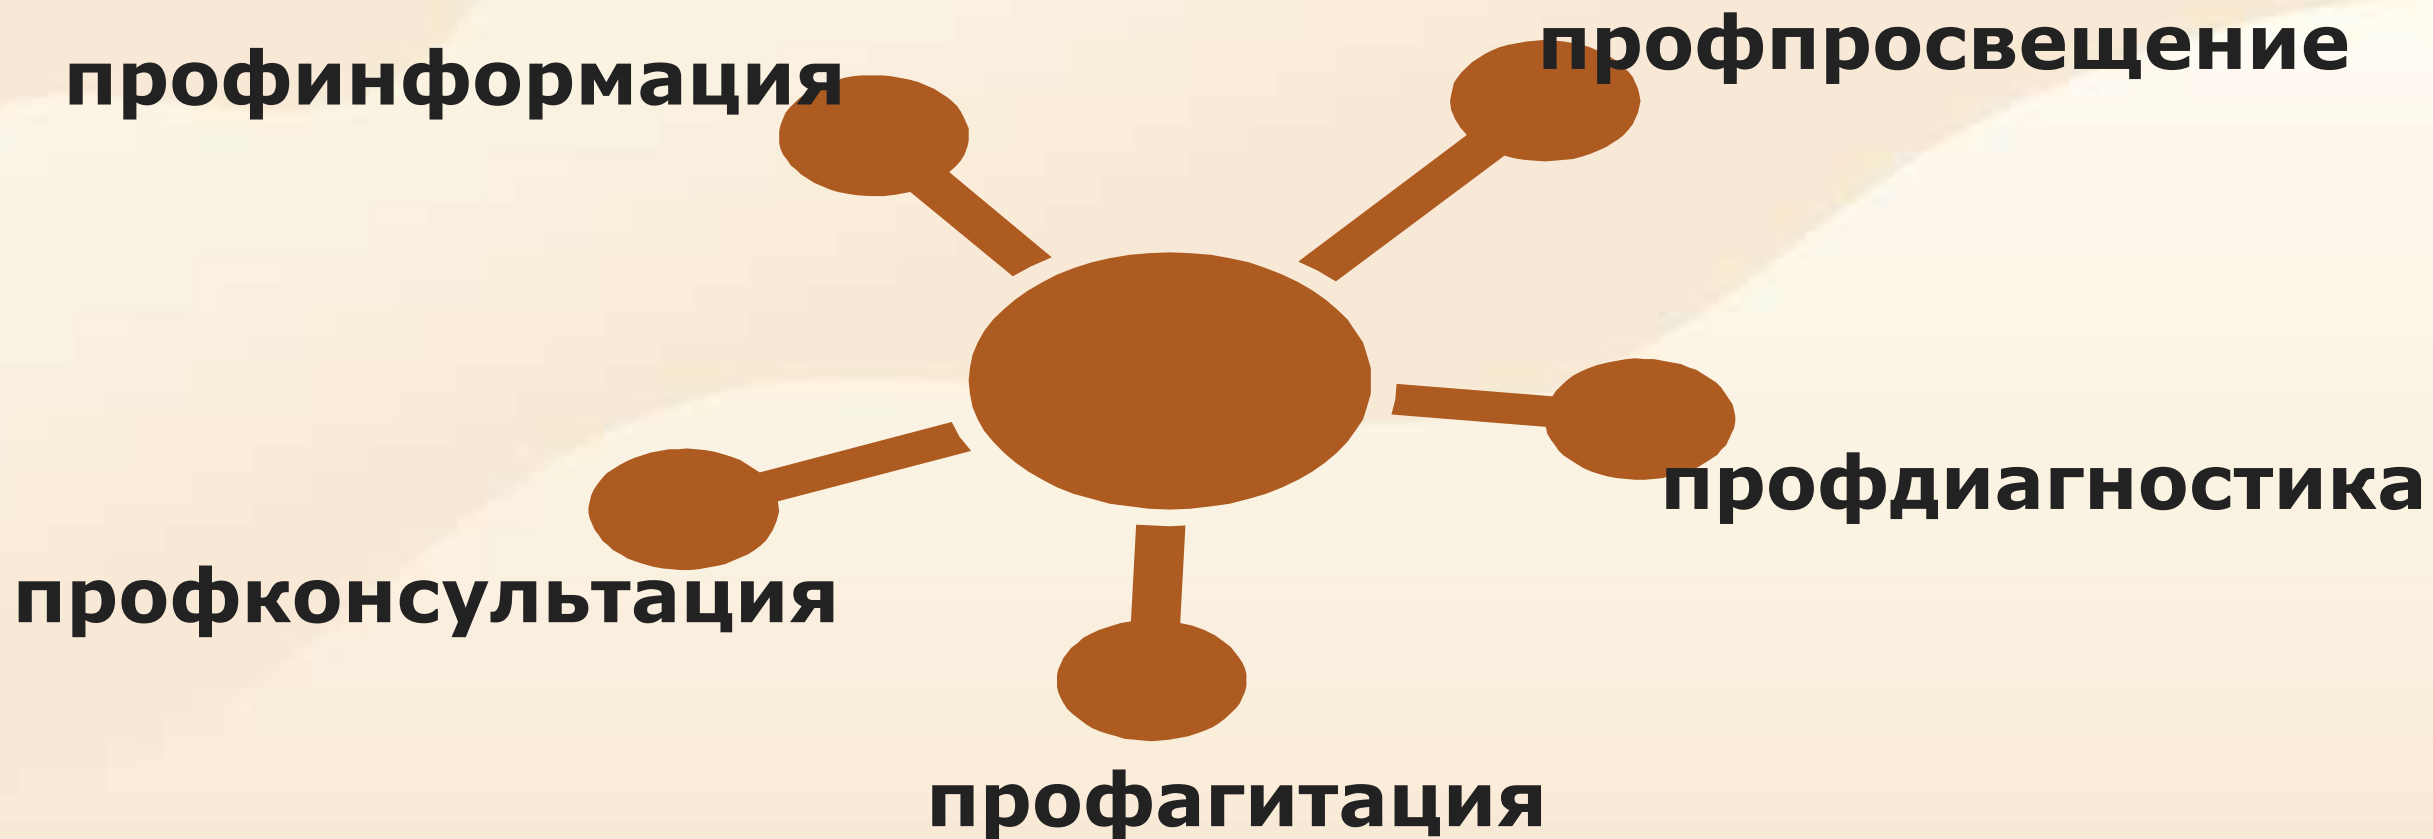 профпросвещение
профинформация
профдиагностика
профконсультация
профагитация